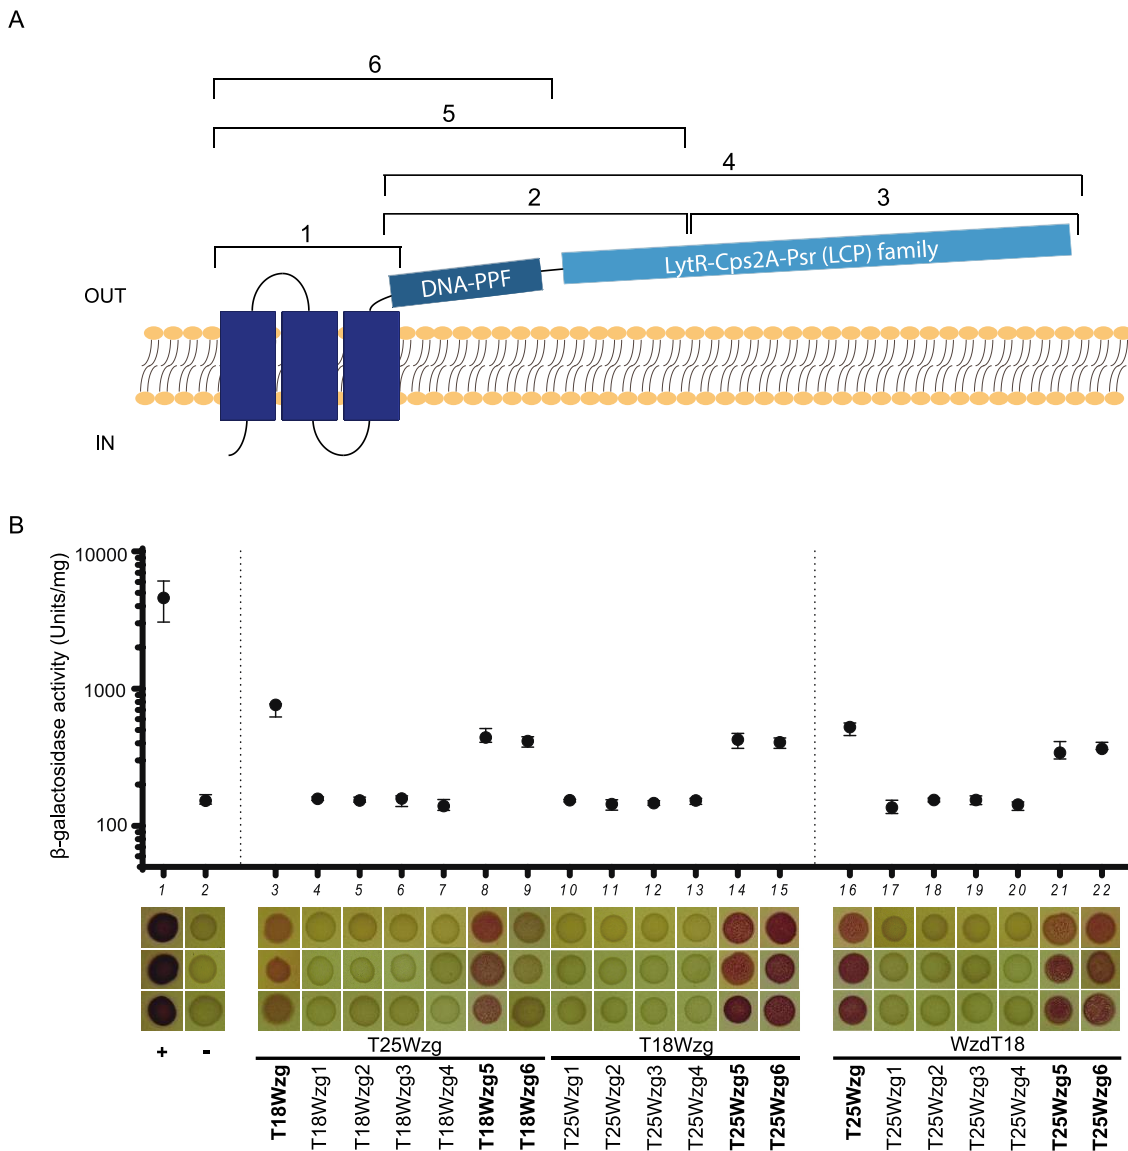 A
6
5
4
2 3
1
LytR-Cps2A-Psr (LCP) family
DNA-PPF
OUT
IN
B
β-galactosidase activity (Units/mg)
10000
1000
100
1 2 3 4 5 6 7 8 9 10 11 12 13 14 15 16 17 18 19 20 21 22
+ - T25Wzg T18Wzg WzdT18
T18Wzg
T18Wzg1
T18Wzg2
T18Wzg3
T18Wzg4
T18Wzg5
T18Wzg6
T25Wzg1
T25Wzg2
T25Wzg3
T25Wzg4
T25Wzg5
T25Wzg6
T25Wzg
T25Wzg1
T25Wzg2
T25Wzg3
T25Wzg4
T25Wzg5
T25Wzg6